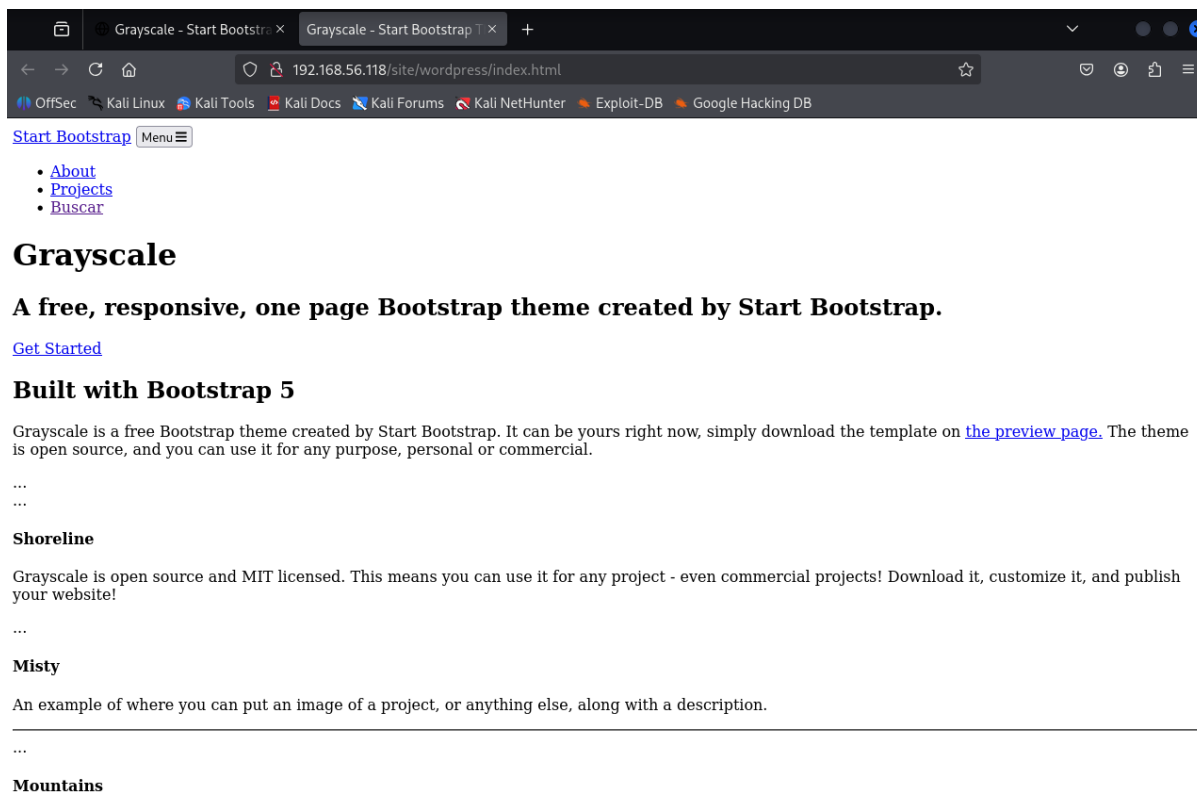 Grayscale - Start Bootstra
Grayscale - Start Bootstrap T
192.168.56.118/site/wordpress/index.html
OffSec Kali Linux Kali Tools Kali Docs Kali Forums Kali NetHunter Exploit-DB Google Hacking DB
Start Bootstrap Menu
About
Projects
Buscar
Grayscale
A free, responsive, one page Bootstrap theme created by Start Bootstrap.
Get Started
Built with Bootstrap 5
Grayscale is a free Bootstrap theme created by Start Bootstrap. It can be yours right now, simply download the template on the preview page. The theme
is open source, and you can use it for any purpose, personal or commercial.
...
...
Shoreline
Grayscale is open source and MIT licensed. This means you can use it for any project - even commercial projects! Download it, customize it, and publish
your website!
...
Misty
An example of where you can put an image of a project, or anything else, along with a description.
...
Mountains